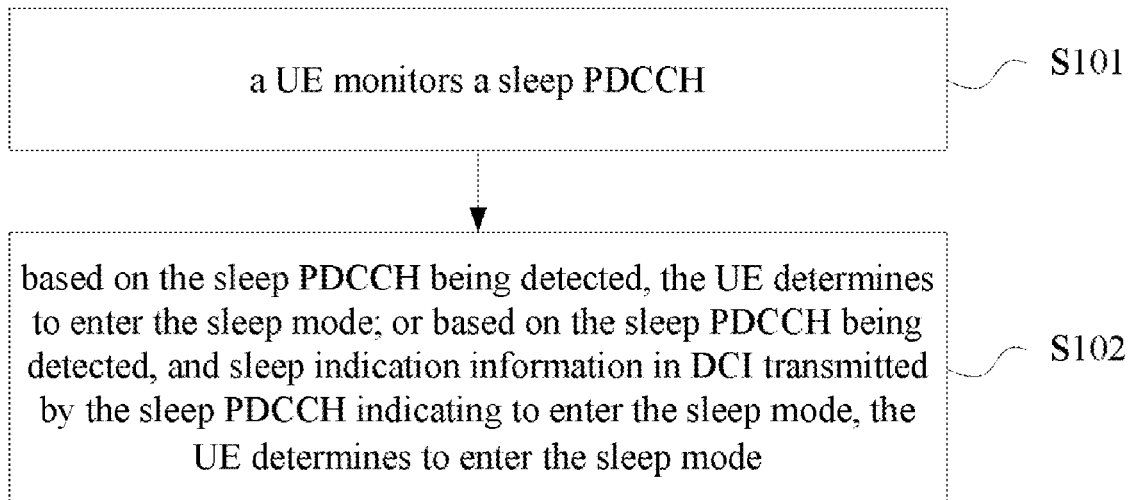 a UE monitors a sleep PDCCH
S101
based on the sleep PDCCH being detected, the UE determines
to enter the sleep mode; or based on the sleep PDCCH being
detected, and sleep indication information in DCI transmitted
by the sleep PDCCH indicating to enter the sleep mode, the
UE determines to enter the sleep mode
S102